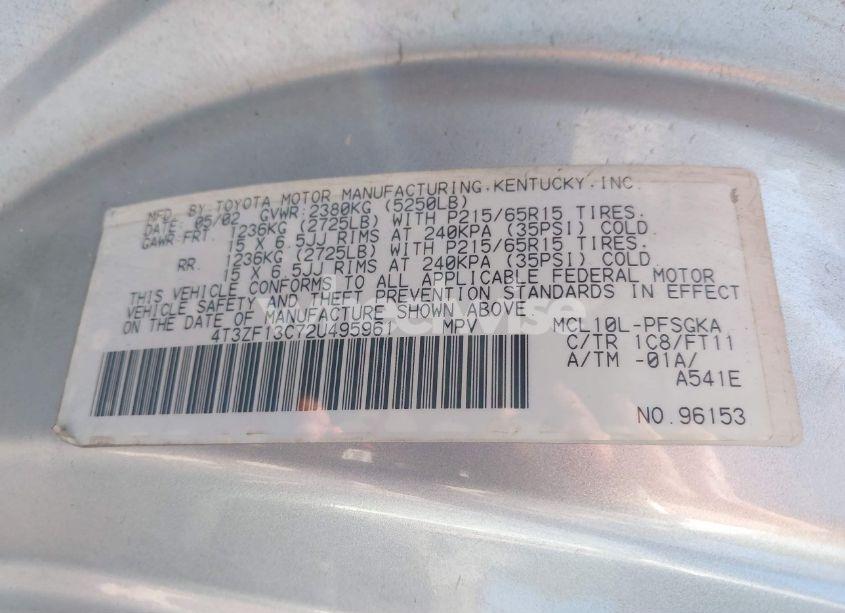 MFD. BY: TOYOTA MOTOR MANUFACTURING, KENTUCKY, INC.
DATE: 05/02 GVWR: 2380KG (5250LB)
GAWR: FRT. 1236KG (2725LB) WITH P215/65R15 TIRES.
15 X 6.5JJ RIMS AT 240KPA (35PSI) COLD.
RR. 1236KG (2725LB) WITH P215/65R15 TIRES.
15 X 6.5JJ RIMS AT 240KPA (35PSI) COLD.
THIS VEHICLE CONFORMS TO ALL APPLICABLE FEDERAL MOTOR
VEHICLE SAFETY AND THEFT PREVENTION STANDARDS IN EFFECT
ON THE DATE OF MANUFACTURE SHOWN ABOVE.
4T3ZF13C72U495961 MPV
MCL10L-PFSGKA
C/TR 1C8/FT11
A/TM -01A/
A541E
NO. 96153